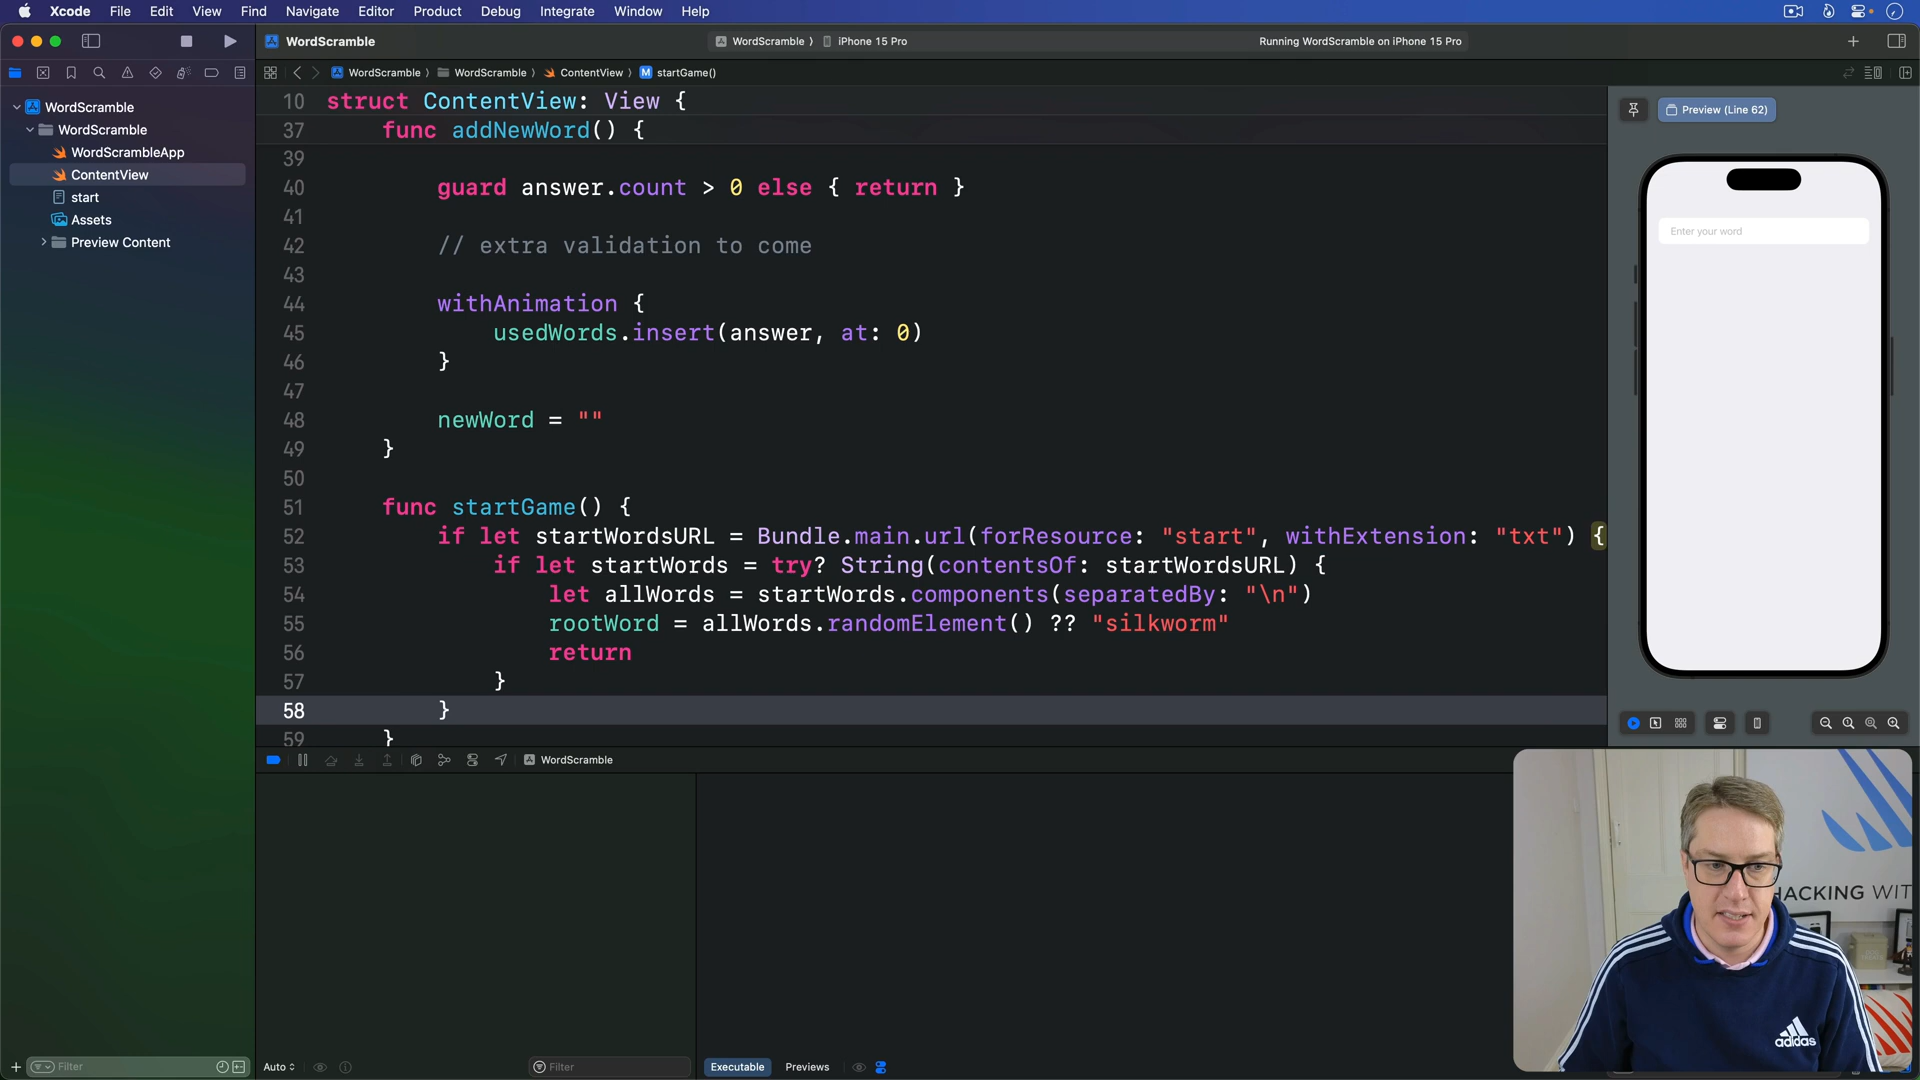 Xcode File Edit View Find Navigate Editor Product Debug Integrate Window Help
WordScramble
WordScramble iPhone 15 Pro
Running WordScramble on iPhone 15 Pro
WordScramble WordScramble ContentView M startGame()
WordScramble
WordScramble
WordScrambleApp
ContentView
start
Assets
Preview Content
10 struct ContentView: View {
37 func addNewWord() {
39
40 guard answer.count > 0 else { return }
41
42 // extra validation to come
43
44 withAnimation {
45 usedWords.insert(answer, at: 0)
46 }
47
48 newWord = ""
49 }
50
51 func startGame() {
52 if let startWordsURL = Bundle.main.url(forResource: "start", withExtension: "txt") {
53 if let startWords = try? String(contentsOf: startWordsURL) {
54 let allWords = startWords.components(separatedBy: "\n")
55 rootWord = allWords.randomElement() ?? "silkworm"
56 return
57 }
58 }
59 }
Preview (Line 62)
Enter your word
WordScramble
HACKING WIT
adidas
Filter
Auto
Filter
Executable Previews